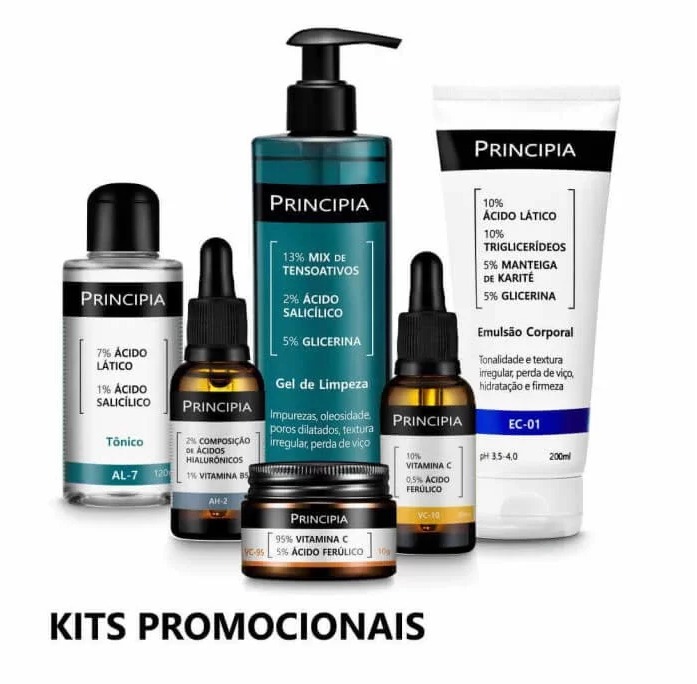 PRINCIPIA
7% ÁCIDO
LÁTICO
1% ÁCIDO
SALICÍLICO
Tônico
AL-7
PRINCIPIA
2% COMPOSIÇÃO
DE ÁCIDOS
HIALURÔNICOS
1% VITAMINA B5
AH-2
PRINCIPIA
13% MIX DE
TENSOATIVOS
2% ÁCIDO
SALICÍLICO
5% GLICERINA
Gel de Limpeza
Impurezas, oleosidade,
poros dilatados, textura
irregular, perda de viço
PRINCIPIA
95% VITAMINA C
5% ÁCIDO FERÚLICO
VC-95
10g
PRINCIPIA
10%
VITAMINA C
0,5% ÁCIDO
FERÚLICO
VC-10
PRINCIPIA
10%
ÁCIDO LÁTICO
10%
TRIGLICERÍDEOS
5% MANTEIGA
DE KARITÉ
5% GLICERINA
Emulsão Corporal
Tonalidade e textura
irregular, perda de viço,
hidratação e firmeza
EC-01
pH 3.5-4,0 200ml
KITS PROMOCIONAIS